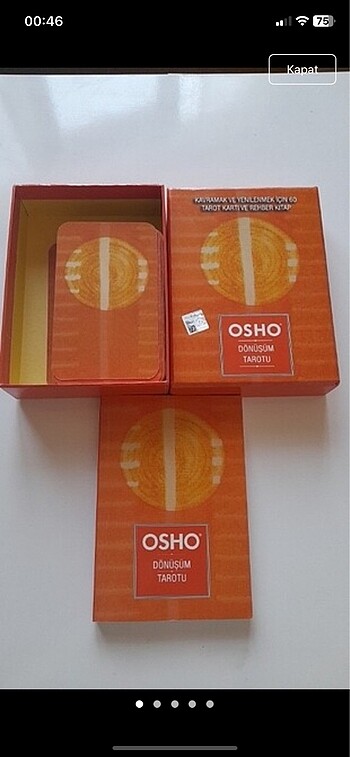 00:46
75
Kapat
KAVRAMAK VE YENİLENMEK İÇİN 60
TAROT KARTI VE REHBER KİTAP
OSHO®
DÖNÜŞÜM
TAROTU
OSHO®
DÖNÜŞÜM
TAROTU